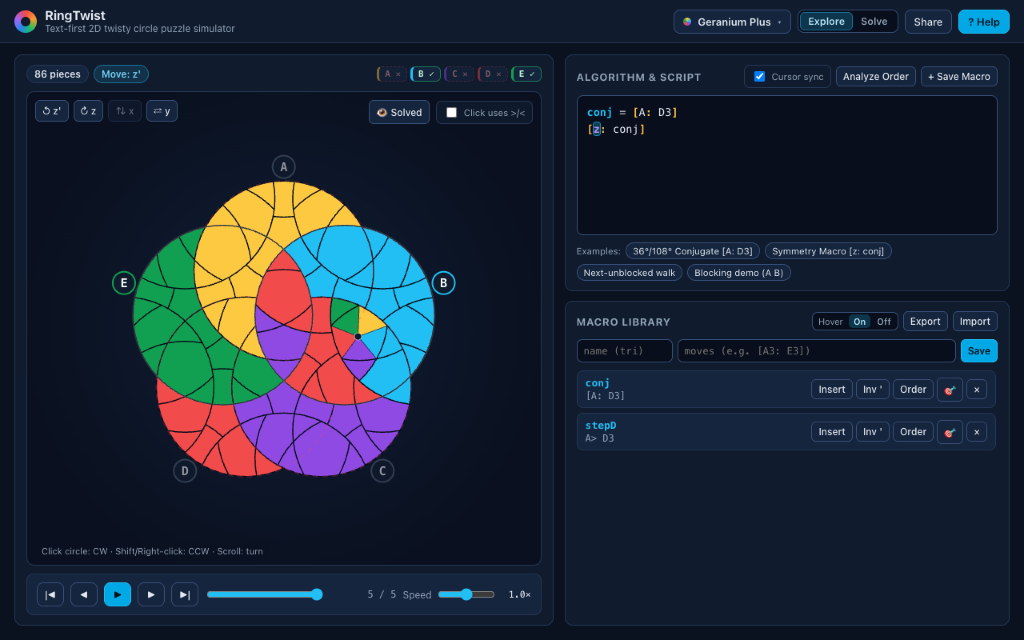 RingTwist
Text-first 2D twisty circle puzzle simulator
Geranium Plus
Explore Solve
Share
? Help
86 pieces
Move: z'
A ×
B ✓
C ×
D ×
E ✓
↺ z'
↻ z
⇅ x
⇄ y
Solved
Click uses >/<
A
B
C
D
E
Click circle: CW · Shift/Right-click: CCW · Scroll: turn
5 / 5 Speed 1.0×
ALGORITHM & SCRIPT
Cursor sync
Analyze Order
+ Save Macro
conj = [A: D3]
[z: conj]
Examples:
36°/108° Conjugate [A: D3]
Symmetry Macro [z: conj]
Next-unblocked walk
Blocking demo (A B)
MACRO LIBRARY
Hover On Off
Export
Import
name (tri)
moves (e.g. [A3: E3])
Save
conj
[A: D3]
Insert Inv ' Order ×
stepD
A> D3
Insert Inv ' Order ×